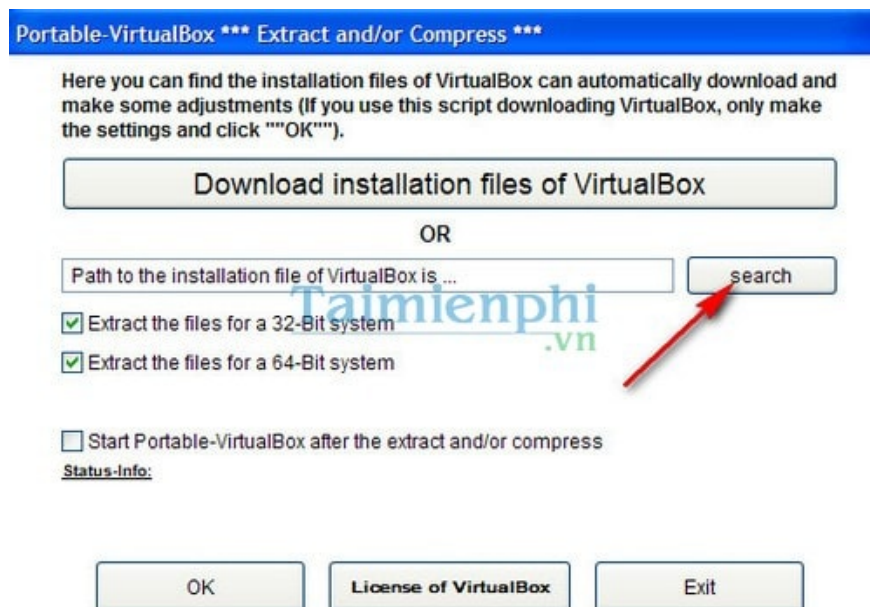 Portable-VirtualBox *** Extract and/or Compress ***
Here you can find the installation files of VirtualBox can automatically download and
make some adjustments (If you use this script downloading VirtualBox, only make
the settings and click ""OK"").
Download installation files of VirtualBox
OR
Path to the installation file of VirtualBox is ...
search
Taimienphi
.vn
Extract the files for a 32-Bit system
Extract the files for a 64-Bit system
Start Portable-VirtualBox after the extract and/or compress
Status-Info:
OK
License of VirtualBox
Exit